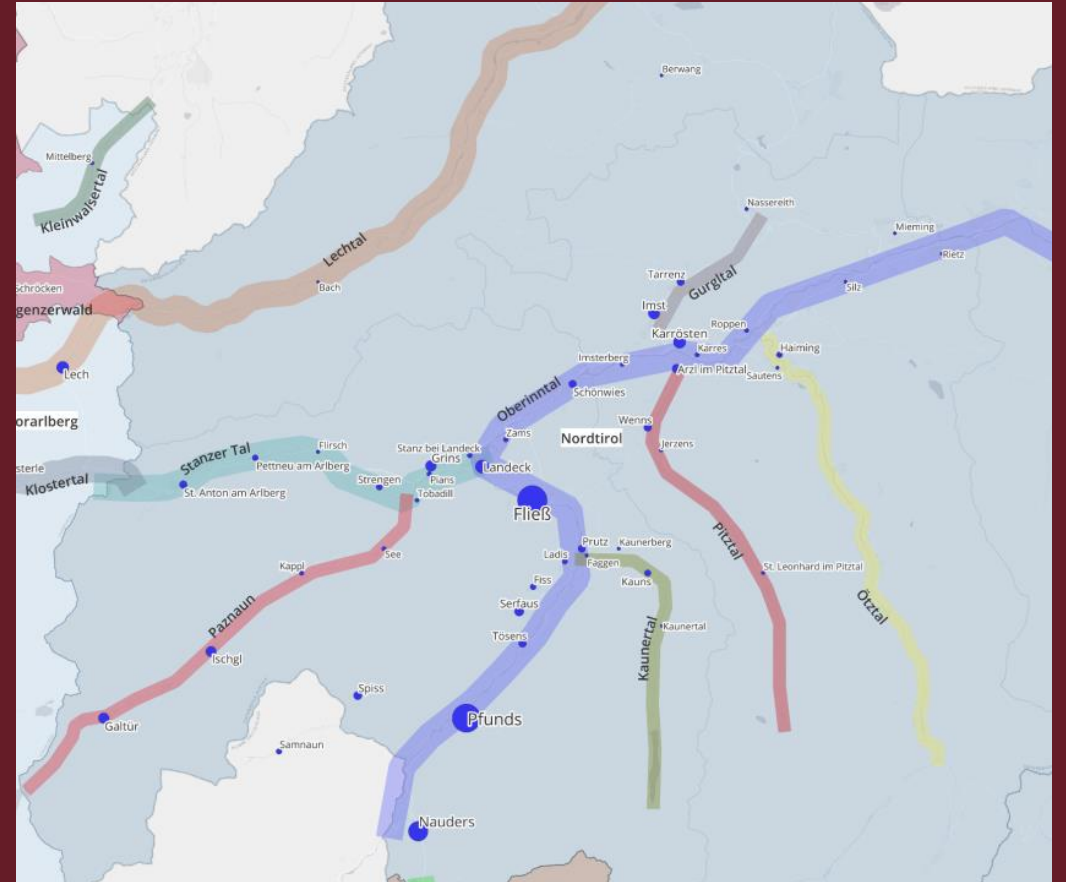 Berwang
Mittelberg
Kleinwalsertal
Nassereith
Mieming
Lechtal
Rietz
Tarrenz
Gurgltal
Bach
Silz
Schröcken
genzerwald
Imst
Roppen
Karrösten
Karres
Haiming
Imsterberg
Arzl im Pitztal
Sautens
Lech
Oberinntal
Schönwies
orarlberg
Wenns
Zams
Nordtirol
Flirsch
Stanz bei Landeck
Jerzens
Stanzer Tal
Grins
Pettneu am Arlberg
Landeck
sterle
Klostertal
Strengen
Pians
St. Anton am Arlberg
Tobadill
Fließ
Pitztal
Prutz
Kaunerberg
See
Ladis
Faggen
Kappl
St. Leonhard im Pitztal
Fiss
Kauns
Serfaus
Ötztal
Paznaun
Kaunertal
Tösens
Kaunertal
Ischgl
Spiss
Galtür
Pfunds
Samnaun
Nauders